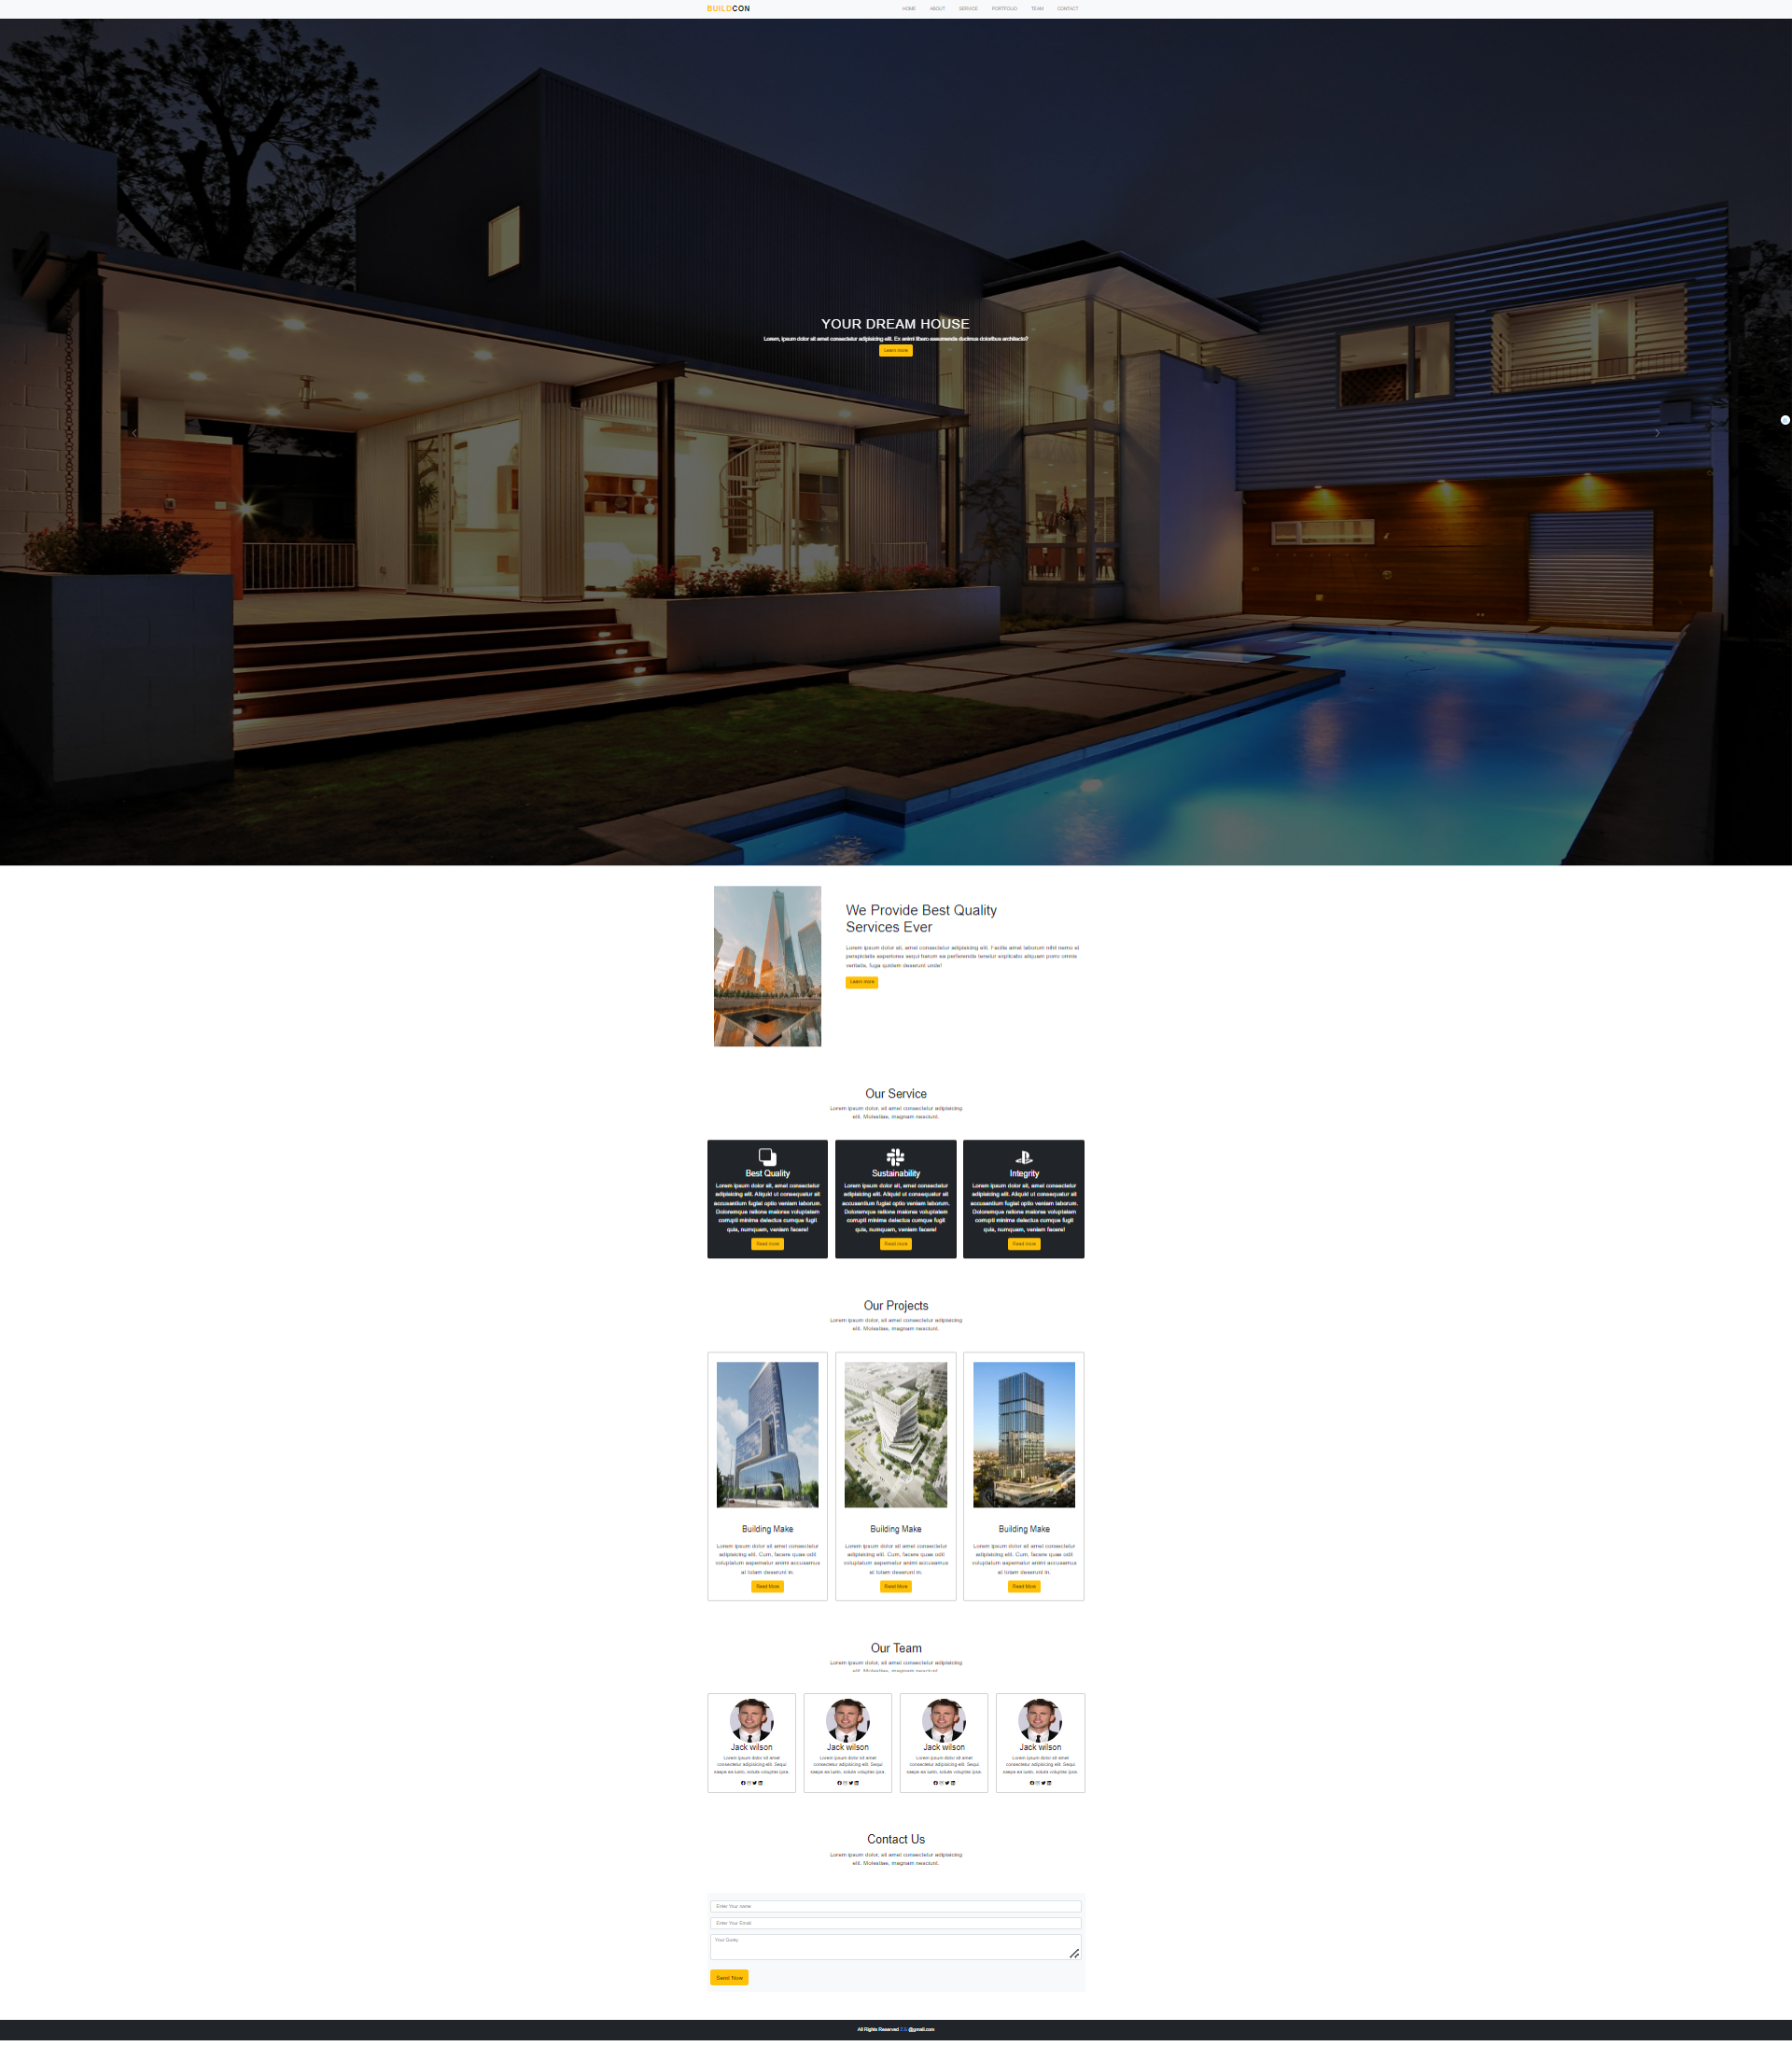 BUILDCON
HOME ABOUT SERVICE PORTFOLIO TEAM CONTACT
YOUR DREAM HOUSE
Lorem, ipsum dolor sit amet consectetur adipisicing elit. Ex animi libero assumenda ducimus doloribus architecto?
Learn more
We Provide Best Quality
Services Ever
Lorem ipsum dolor sit, amet consectetur adipisicing elit. Facilis amet laborum nihil nemo et
perspiciatis asperiores sequi harum ea perferendis tenetur explicabo aliquam porro omnis
veritatis, fuga quidem deserunt unde!
Learn more
Our Service
Lorem ipsum dolor, sit amet consectetur adipisicing
elit. Molestiae, magnam nesciunt.
Best Quality
Lorem ipsum dolor sit, amet consectetur
adipisicing elit. Aliquid ut consequatur sit
accusantium fugiat optio veniam laborum.
Doloremque ratione maiores voluptatem
corrupti minima delectus cumque fugit
quia, numquam, veniam facere!
Read more
Sustainability
Lorem ipsum dolor sit, amet consectetur
adipisicing elit. Aliquid ut consequatur sit
accusantium fugiat optio veniam laborum.
Doloremque ratione maiores voluptatem
corrupti minima delectus cumque fugit
quia, numquam, veniam facere!
Read more
Integrity
Lorem ipsum dolor sit, amet consectetur
adipisicing elit. Aliquid ut consequatur sit
accusantium fugiat optio veniam laborum.
Doloremque ratione maiores voluptatem
corrupti minima delectus cumque fugit
quia, numquam, veniam facere!
Read more
Our Projects
Lorem ipsum dolor, sit amet consectetur adipisicing
elit. Molestiae, magnam nesciunt.
Building Make
Lorem ipsum dolor sit amet consectetur
adipisicing elit. Cum, facere quae odit
voluptatum aspernatur animi accusamus
at totam deserunt in.
Read More
Building Make
Lorem ipsum dolor sit amet consectetur
adipisicing elit. Cum, facere quae odit
voluptatum aspernatur animi accusamus
at totam deserunt in.
Read More
Building Make
Lorem ipsum dolor sit amet consectetur
adipisicing elit. Cum, facere quae odit
voluptatum aspernatur animi accusamus
at totam deserunt in.
Read More
Our Team
Lorem ipsum dolor, sit amet consectetur adipisicing
elit. Molestiae, magnam nesciunt.
Jack wilson
Lorem ipsum dolor sit amet
consectetur adipisicing elit. Sequi
saepe ea iusto, soluta voluptas ipsa.
Jack wilson
Lorem ipsum dolor sit amet
consectetur adipisicing elit. Sequi
saepe ea iusto, soluta voluptas ipsa.
Jack wilson
Lorem ipsum dolor sit amet
consectetur adipisicing elit. Sequi
saepe ea iusto, soluta voluptas ipsa.
Jack wilson
Lorem ipsum dolor sit amet
consectetur adipisicing elit. Sequi
saepe ea iusto, soluta voluptas ipsa.
Contact Us
Lorem ipsum dolor, sit amet consectetur adipisicing
elit. Molestiae, magnam nesciunt.
Enter Your name
Enter Your Email
Your Query
Send Now
All Rights Reserved @gmail.com